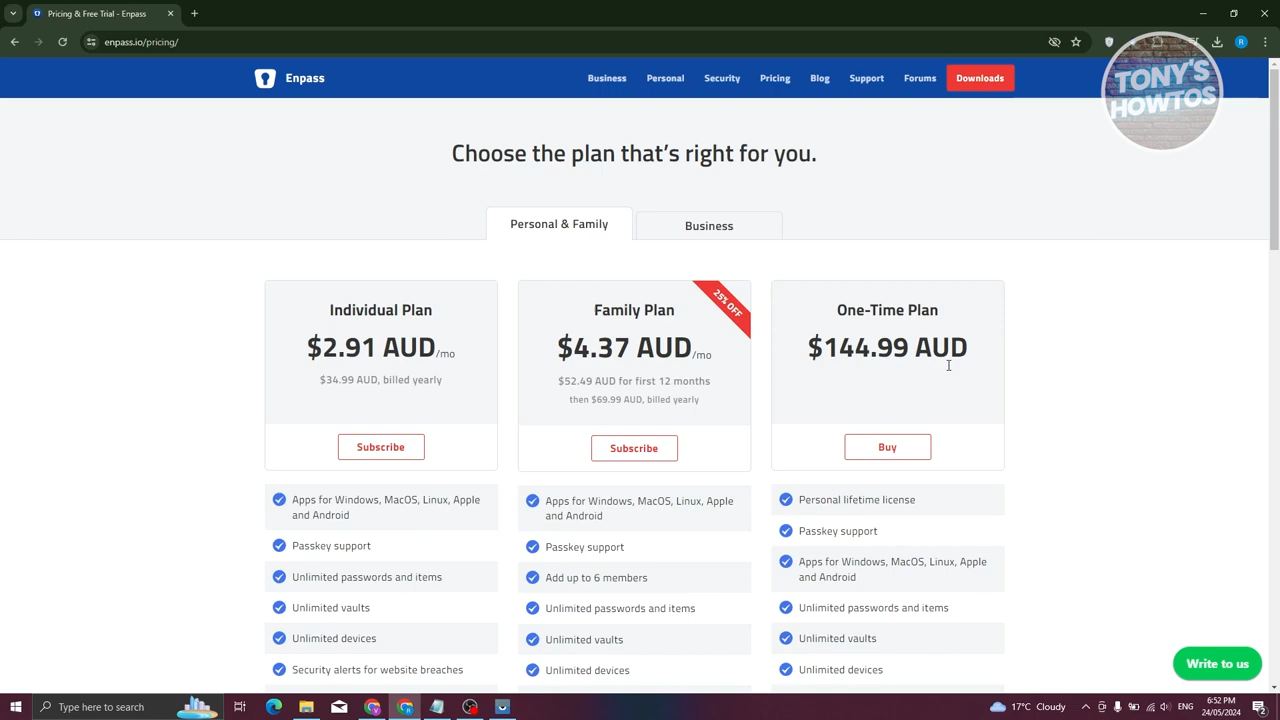 Pricing & Free Trial - Enpass
enpass.io/pricing/
Enpass
Business
Personal
Security
Pricing
Blog
Support
Forums
Downloads
TONY'S
HOWTOS
Choose the plan that's right for you.
Personal & Family
Business
Individual Plan
$2.91 AUD/mo
$34.99 AUD, billed yearly
Subscribe
Apps for Windows, MacOS, Linux, Apple
and Android
Passkey support
Unlimited passwords and items
Unlimited vaults
Unlimited devices
Security alerts for website breaches
25% OFF
Family Plan
$4.37 AUD/mo
$52.49 AUD for first 12 months
then $69.99 AUD, billed yearly
Subscribe
Apps for Windows, MacOS, Linux, Apple
and Android
Passkey support
Add up to 6 members
Unlimited passwords and items
Unlimited vaults
Unlimited devices
One-Time Plan
$144.99 AUD
Buy
Personal lifetime license
Passkey support
Apps for Windows, MacOS, Linux, Apple
and Android
Unlimited passwords and items
Unlimited vaults
Unlimited devices
Write to us
Type here to search
17°C Cloudy
6:52 PM
24/05/2024